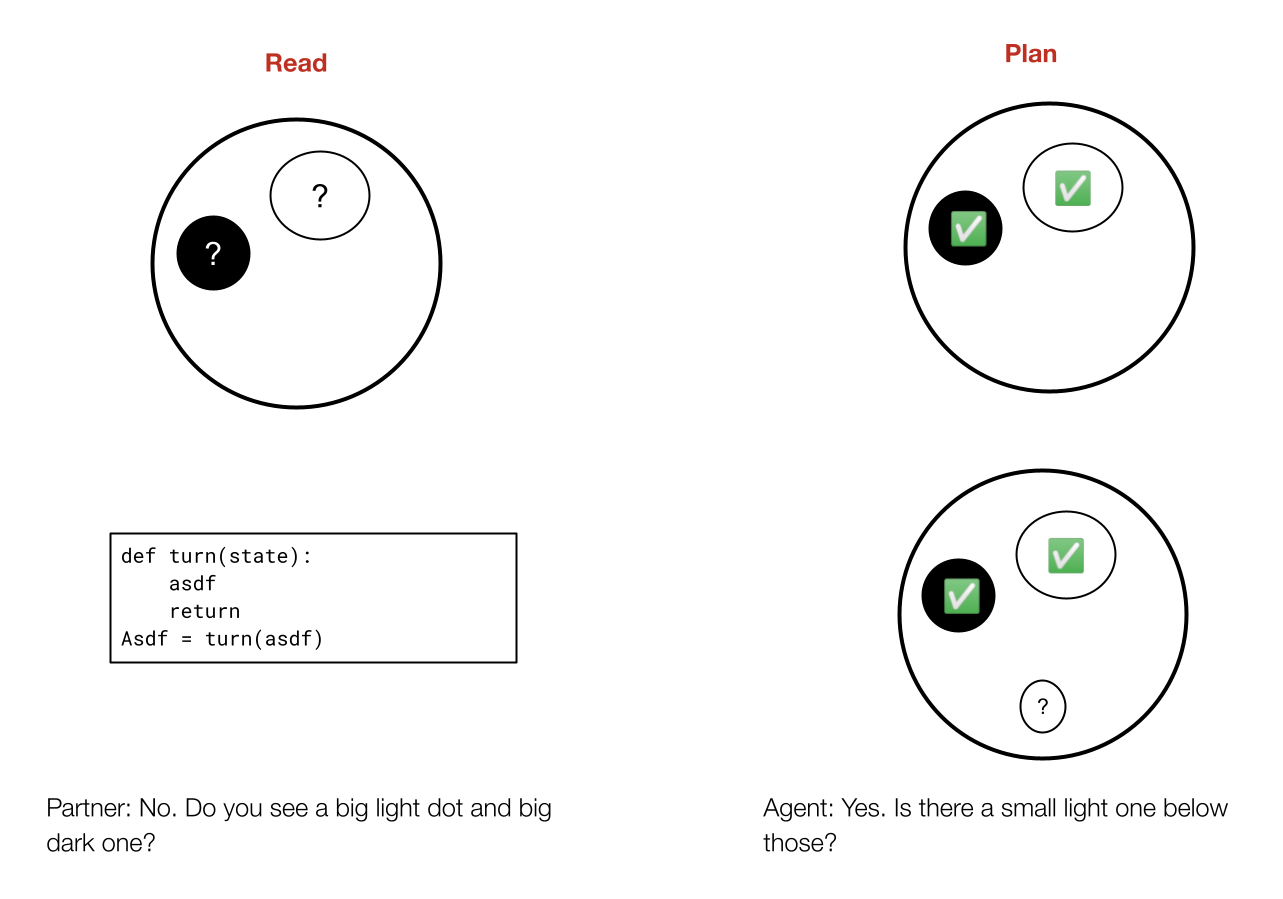 Read
Plan
?
?
?
def turn(state):
    asdf
    return
Asdf = turn(asdf)
Partner: No. Do you see a big light dot and big
dark one?
Agent: Yes. Is there a small light one below
those?